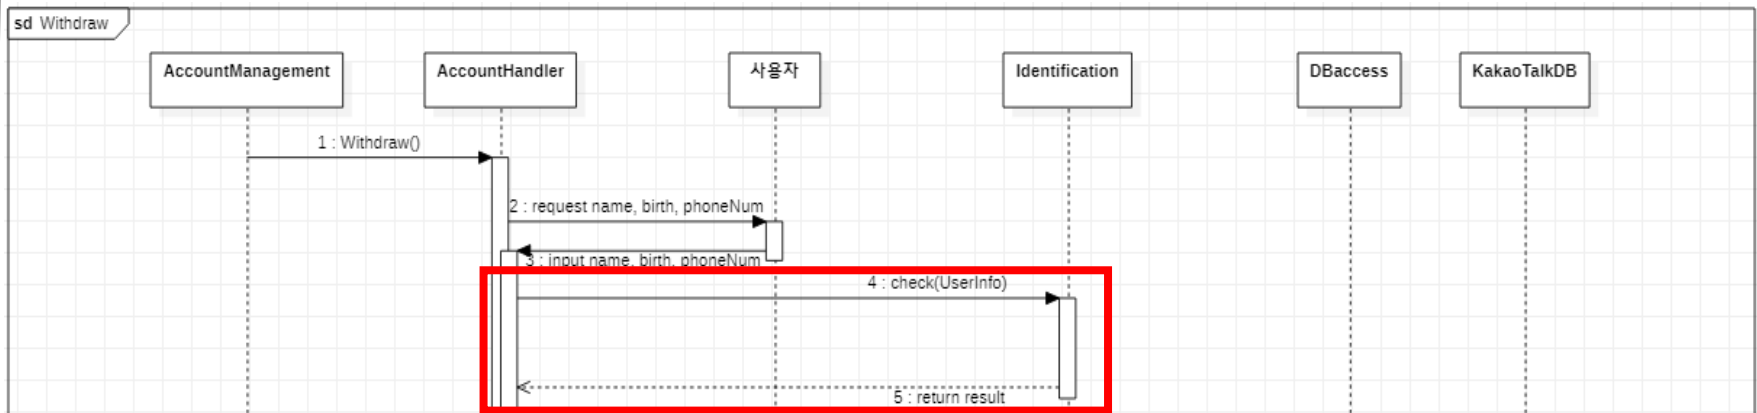 sd Withdraw
AccountManagement
AccountHandler
사용자
Identification
DBaccess
KakaoTalkDB
1 : Withdraw()
2 : request name, birth, phoneNum
3 : input name, birth, phoneNum
4 : check(UserInfo)
5 : return result